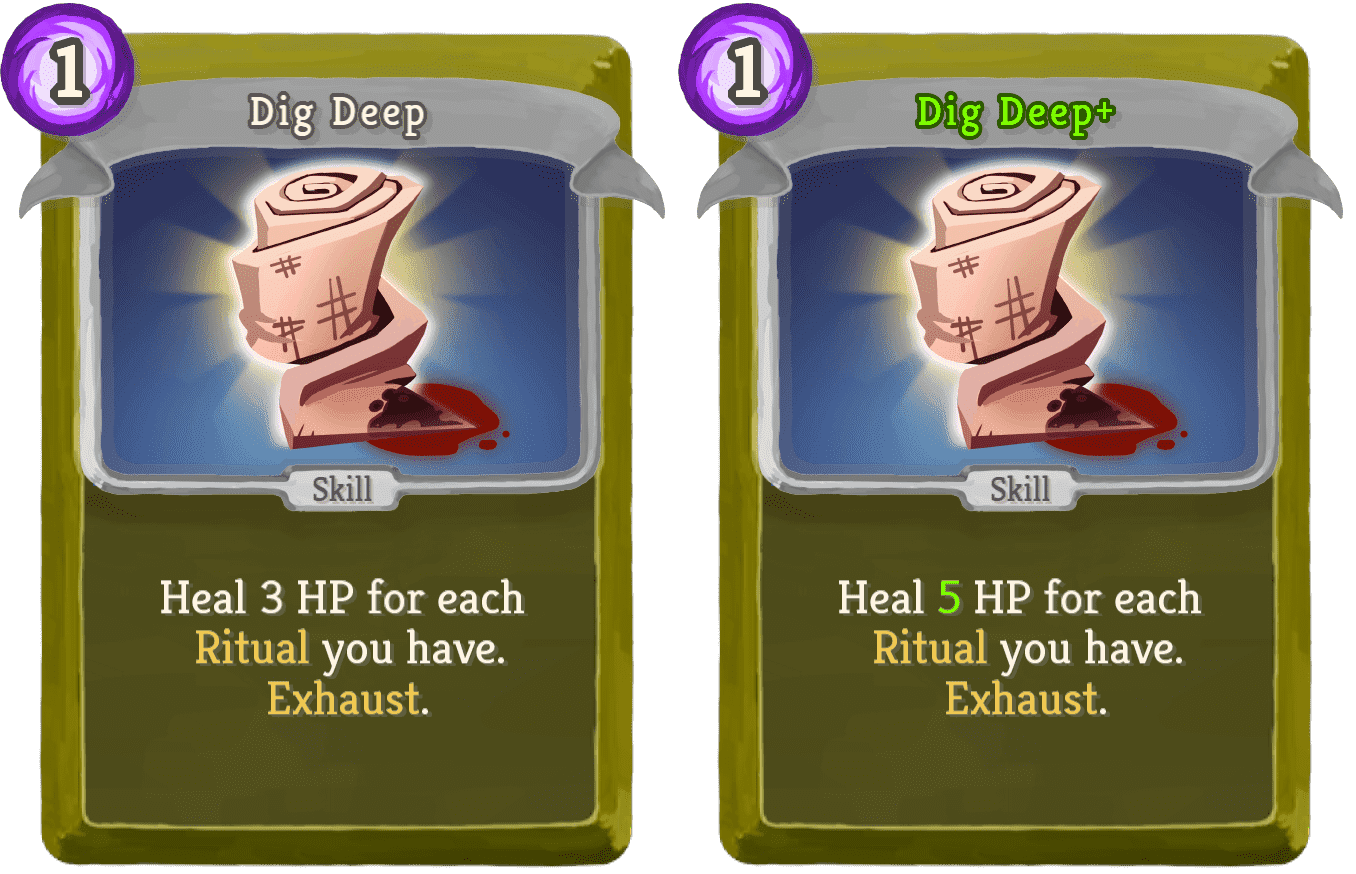 1
Dig Deep
Skill
Heal 3 HP for each
Ritual you have.
Exhaust.
1
Dig Deep+
Skill
Heal 5 HP for each
Ritual you have.
Exhaust.